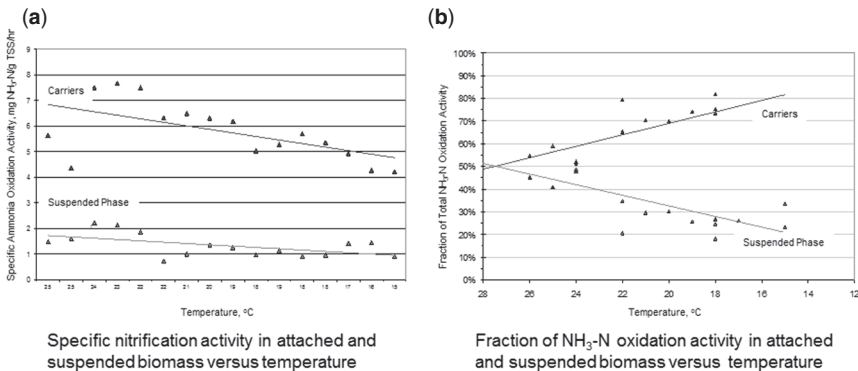 (a)
Specific Ammonia Oxidation Activity, mg NH3-N/g TSS/hr
9
8
7
6
5
4
3
2
1
0
Carriers
Suspended Phase
Temperature, oC
Specific nitrification activity in attached and
suspended biomass versus temperature
(b)
Fraction of Total NH3-N Oxidation Activity
100%
90%
80%
70%
60%
50%
40%
30%
20%
10%
0%
Carriers
Suspended Phase
28 26 24 22 20 18 16 14 12
Temperature, oC
Fraction of NH3-N oxidation activity in attached
and suspended biomass versus temperature